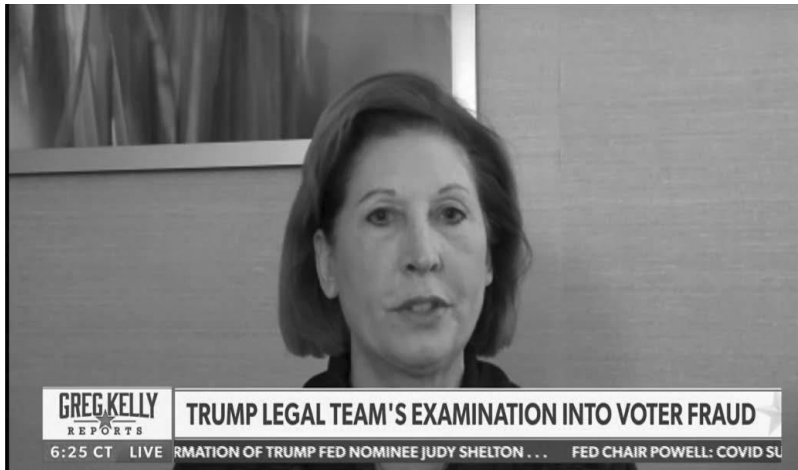 GREG KELLY
REPORTS
TRUMP LEGAL TEAM'S EXAMINATION INTO VOTER FRAUD
6:25 CT LIVE
RMATION OF TRUMP FED NOMINEE JUDY SHELTON... FED CHAIR POWELL: COVID SU